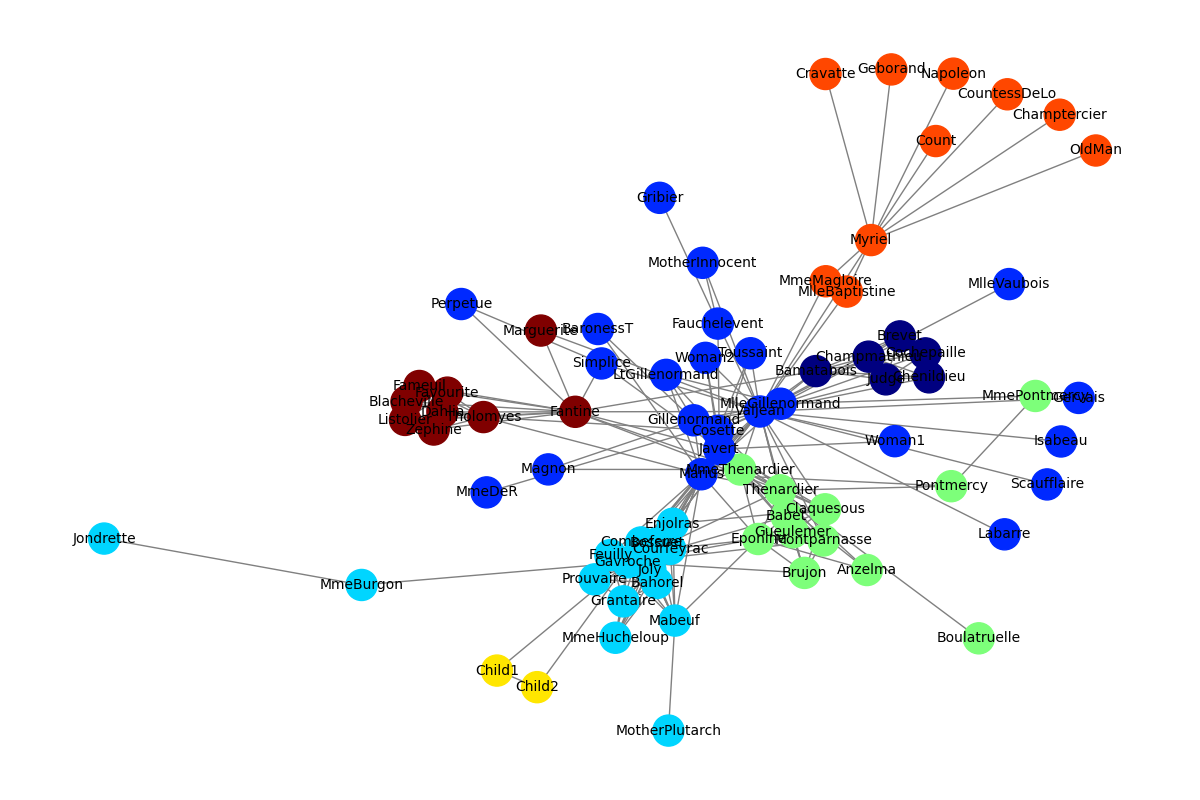 Cravatte
Geborand
Napoleon
CountessDeLo
Champtercier
Count
OldMan
Gribier
Myriel
MotherInnocent
MmeMagloire
MlleBaptistine
MlleVaubois
Perpetue
Marguerite
BaronessT
Fauchelevent
Brevet
Simplice
Woman2
Toussaint
Champmathieu
Cochepaille
LtGillenormand
Bamatabois
Judge
Chenildieu
Fameuil
Favourite
Blacheville
Dahlia
Listolier
Tholomyes
Zephine
Fantine
MlleGillenormand
Valjean
MmePontmercy
Gervais
Gillenormand
Cosette
Javert
Woman1
Isabeau
Magnon
Marius
MmeThenardier
MmeDeR
Thenardier
Pontmercy
Scaufflaire
Claquesous
Babet
Enjolras
Gueulemer
Eponine
Montparnasse
Labarre
Jondrette
Combeferre
Bossuet
Courfeyrac
Feuilly
Gavroche
Joly
MmeBurgon
Prouvaire
Bahorel
Brujon
Anzelma
Grantaire
Mabeuf
MmeHucheloup
Boulatruelle
Child1
Child2
MotherPlutarch